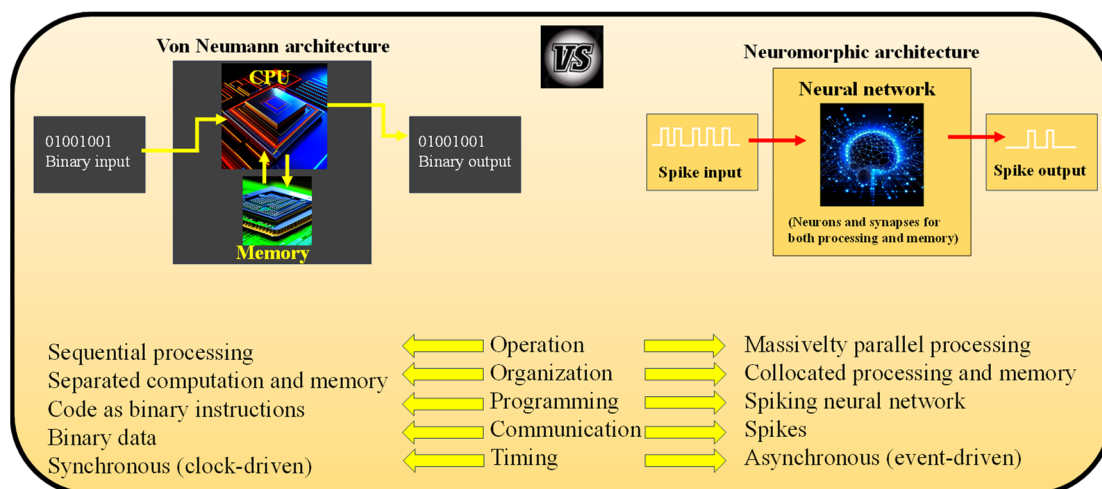 Von Neumann architecture
CPU
01001001
Binary input
01001001
Binary output
Memory
VS
Neuromorphic architecture
Neural network
Spike input
Spike output
(Neurons and synapses for
both processing and memory)
Sequential processing
Operation
Massivelty parallel processing
Separated computation and memory
Organization
Collocated processing and memory
Code as binary instructions
Programming
Spiking neural network
Binary data
Communication
Spikes
Synchronous (clock-driven)
Timing
Asynchronous (event-driven)